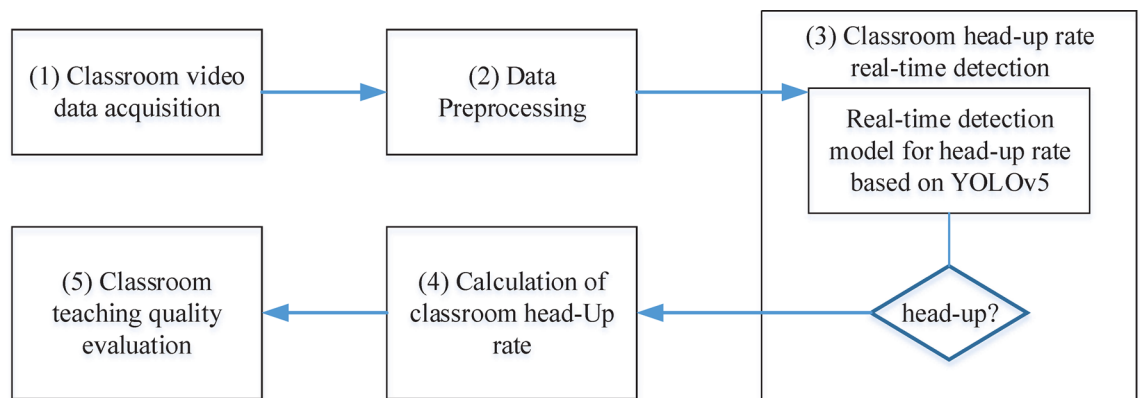 (1) Classroom video
data acquisition
(2) Data
Preprocessing
(3) Classroom head-up rate
real-time detection
Real-time detection
model for head-up rate
based on YOLOv5
head-up?
(4) Calculation of
classroom head-Up
rate
(5) Classroom
teaching quality
evaluation